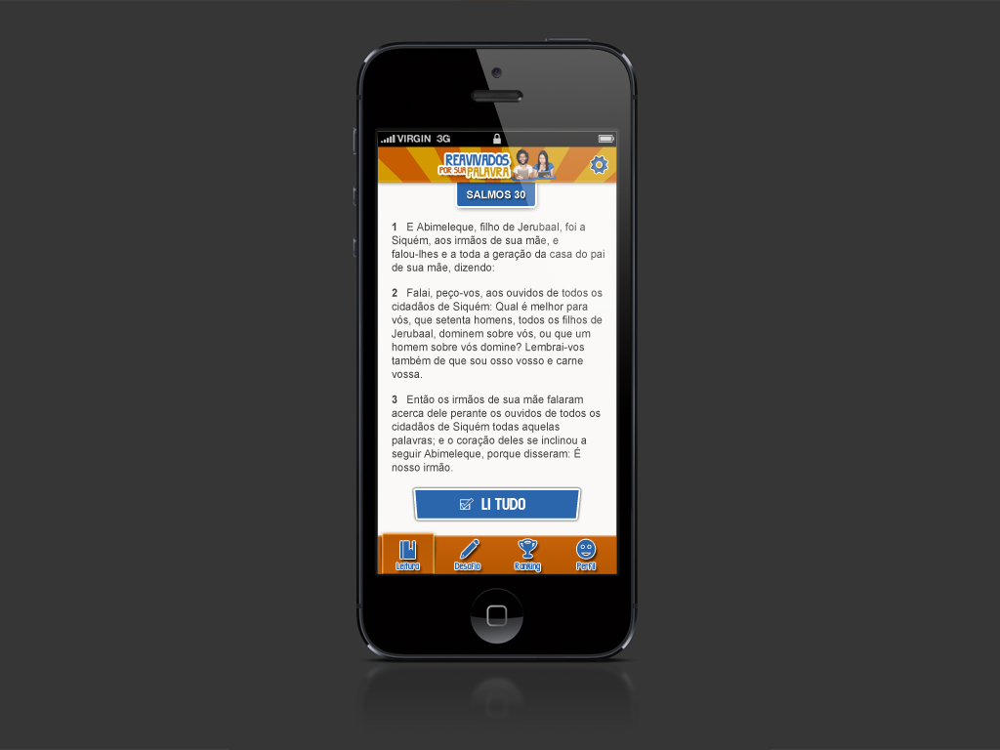 VIRGIN 3G
REAVIVADOS
POR SUA PALAVRA
SALMOS 30
1 E Abimeleque, filho de Jerubaal, foi a
Siquém, aos irmãos de sua mãe, e
falou-lhes e a toda a geração da casa do pai
de sua mãe, dizendo:
2 Falai, peço-vos, aos ouvidos de todos os
cidadãos de Siquém: Qual é melhor para
vós, que setenta homens, todos os filhos de
Jerubaal, dominem sobre vós, ou que um
homem sobre vós domine? Lembrai-vos
também de que sou osso vosso e carne
vossa.
3 Então os irmãos de sua mãe falaram
acerca dele perante os ouvidos de todos os
cidadãos de Siquém todas aquelas
palavras; e o coração deles se inclinou a
seguir Abimeleque, porque disseram: É
nosso irmão.
LI TUDO
Leitura Desafio Ranking Perfil